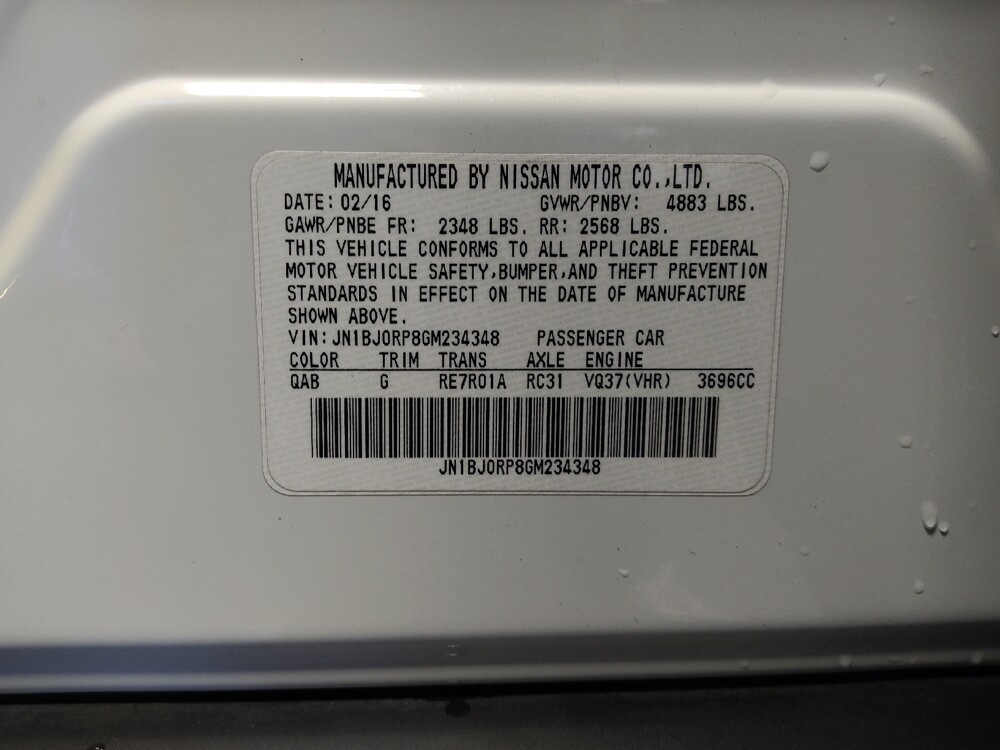 MANUFACTURED BY NISSAN MOTOR CO.,LTD.
DATE: 02/16 GVWR/PNBV: 4883 LBS.
GAWR/PNBE FR: 2348 LBS. RR: 2568 LBS.
THIS VEHICLE CONFORMS TO ALL APPLICABLE FEDERAL
MOTOR VEHICLE SAFETY,BUMPER,AND THEFT PREVENTION
STANDARDS IN EFFECT ON THE DATE OF MANUFACTURE
SHOWN ABOVE.
VIN: JN1BJ0RP8GM234348 PASSENGER CAR
COLOR TRIM TRANS AXLE ENGINE
QAB G RE7R01A RC31 VQ37(VHR) 3696CC
JN1BJ0RP8GM234348